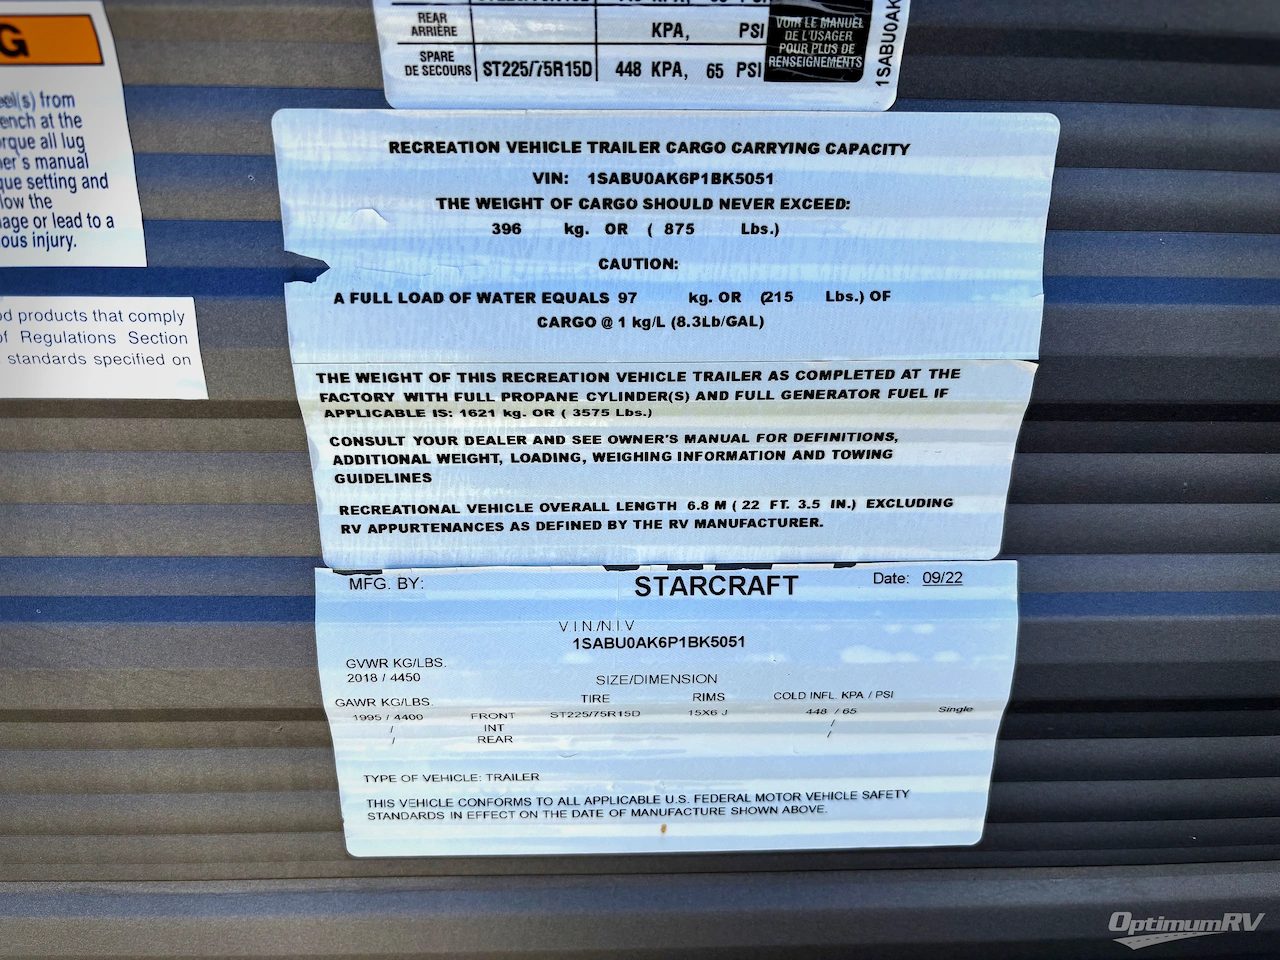 G
REAR
ARRIÈRE
KPA, PSI
SPARE
DE SECOURS
ST225/75R15D
448 KPA, 65 PSI
VOIR LE MANUEL
DE L'USAGER
POUR PLUS DE
RENSEIGNEMENTS
1SABU0AK
from
at the
all lug
manual
setting and
the
or lead to a
injury.
products that comply
of Regulations Section
standards specified on
RECREATION VEHICLE TRAILER CARGO CARRYING CAPACITY
VIN: 1SABU0AK6P1BK5051
THE WEIGHT OF CARGO SHOULD NEVER EXCEED:
396 kg. OR ( 875 Lbs.)
CAUTION:
A FULL LOAD OF WATER EQUALS 97 kg. OR (215 Lbs.) OF
CARGO @ 1 kg/L (8.3Lb/GAL)
THE WEIGHT OF THIS RECREATION VEHICLE TRAILER AS COMPLETED AT THE
FACTORY WITH FULL PROPANE CYLINDER(S) AND FULL GENERATOR FUEL IF
APPLICABLE IS: 1621 kg. OR ( 3575 Lbs.)
CONSULT YOUR DEALER AND SEE OWNER'S MANUAL FOR DEFINITIONS,
ADDITIONAL WEIGHT, LOADING, WEIGHING INFORMATION AND TOWING
GUIDELINES
RECREATIONAL VEHICLE OVERALL LENGTH 6.8 M ( 22 FT. 3.5 IN.) EXCLUDING
RV APPURTENANCES AS DEFINED BY THE RV MANUFACTURER.
MFG. BY: STARCRAFT Date: 09/22
V.I.N./N.I.V
1SABU0AK6P1BK5051
GVWR KG/LBS.
2018 / 4450
SIZE/DIMENSION
GAWR KG/LBS. TIRE RIMS COLD INFL. KPA / PSI
1995 / 4400 FRONT ST225/75R15D 15X6 J 448 / 65 Single
/ INT /
/ REAR /
TYPE OF VEHICLE: TRAILER
THIS VEHICLE CONFORMS TO ALL APPLICABLE U.S. FEDERAL MOTOR VEHICLE SAFETY
STANDARDS IN EFFECT ON THE DATE OF MANUFACTURE SHOWN ABOVE.
OptimumRV